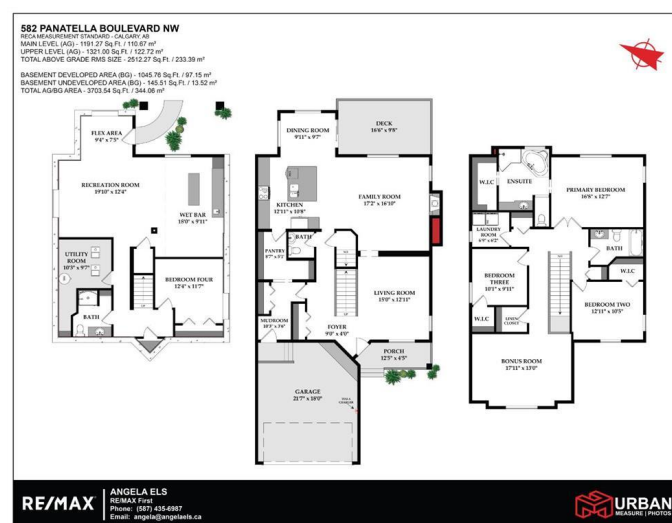 582 PANATELLA BOULEVARD NW
RECA MEASUREMENT STANDARD - CALGARY, AB
MAIN LEVEL (AG) - 1191.27 Sq.Ft. / 110.67 m²
UPPER LEVEL (AG) - 1321.00 Sq.Ft. / 122.72 m²
TOTAL ABOVE GRADE RMS SIZE - 2512.27 Sq.Ft. / 233.39 m²
BASEMENT DEVELOPED AREA (BG) - 1045.76 Sq.Ft. / 97.15 m²
BASEMENT UNDEVELOPED AREA (BG) - 145.51 Sq.Ft. / 13.52 m²
TOTAL AG/BG AREA - 3703.54 Sq.Ft. / 344.06 m²
FLEX AREA
9'4" x 7'5"
RECREATION ROOM
19'10" x 12'4"
WET BAR
15'0" x 9'11"
UTILITY
ROOM
10'3" x 9'7"
BEDROOM FOUR
12'4" x 11'7"
BATH
UP
DECK
16'6" x 9'8"
DINING ROOM
9'11" x 9'7"
KITCHEN
12'11" x 10'8"
FAMILY ROOM
17'2" x 16'10"
BATH
PANTRY
LIVING ROOM
15'0" x 12'11"
MUDROOM
FOYER
9'0" x 4'0"
PORCH
12'5" x 4'5"
GARAGE
21'7" x 18'0"
W.I.C
ENSUITE
PRIMARY BEDROOM
16'8" x 12'7"
LAUNDRY
ROOM
6'9" x 6'2"
BATH
W.I.C
BEDROOM
THREE
10'1" x 9'11"
BEDROOM TWO
12'11" x 10'5"
W.I.C
LINEN
CLOSET
BONUS ROOM
17'11" x 13'0"
RE/MAX
ANGELA ELS
RE/MAX First
Phone: (587) 435-6987
Email: angela@angelaels.ca
URBAN
MEASURE | PHOTOS